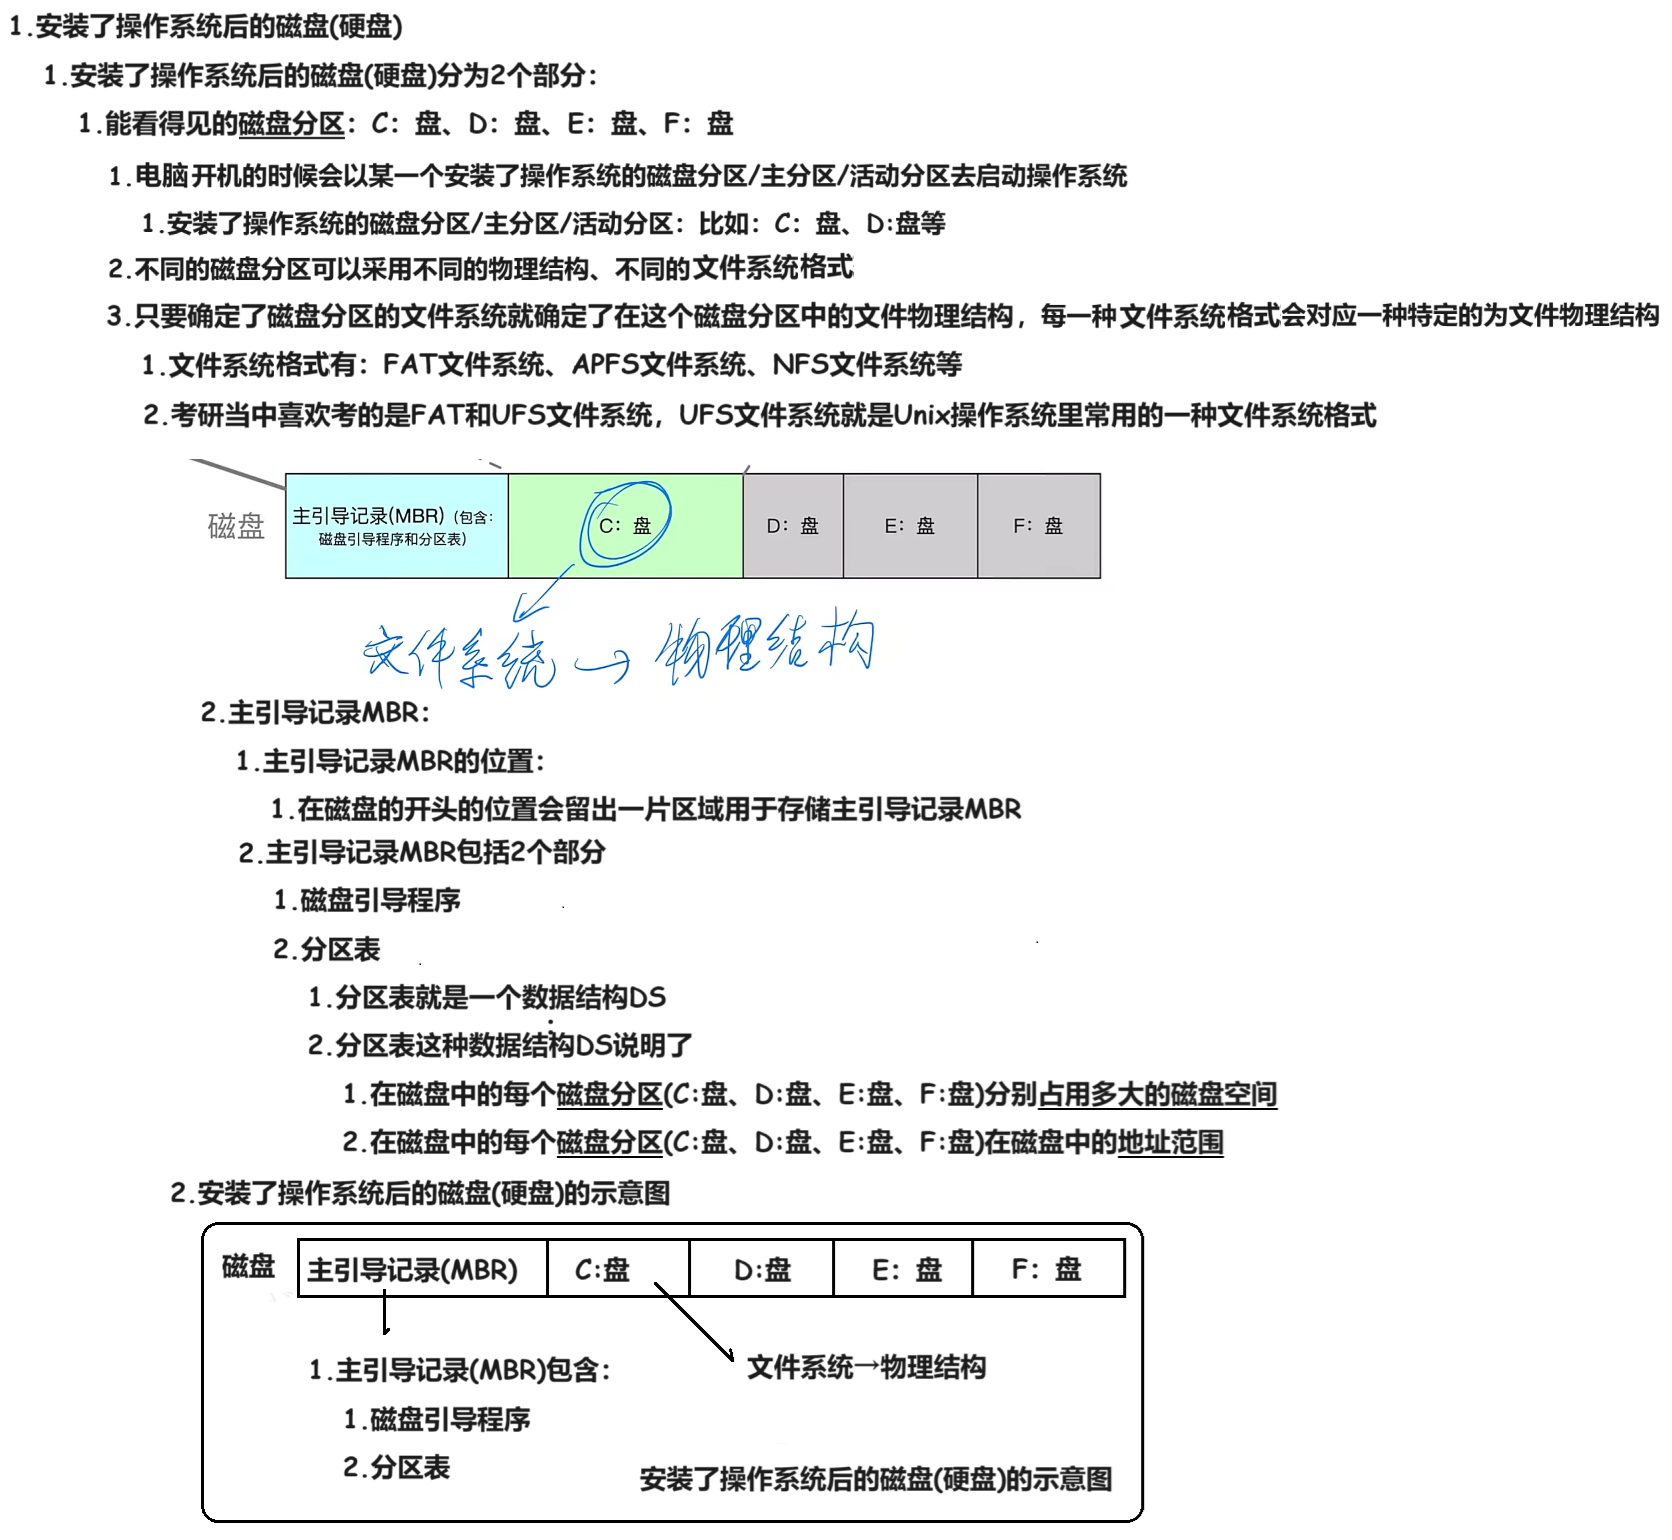 1.安装了操作系统后的磁盘(硬盘)
1.安装了操作系统后的磁盘(硬盘)分为2个部分：
1.能看得见的磁盘分区：C：盘、D：盘、E：盘、F：盘
1.电脑开机的时候会以某一个安装了操作系统的磁盘分区/主分区/活动分区去启动操作系统
1.安装了操作系统的磁盘分区/主分区/活动分区：比如：C：盘、D:盘等
2.不同的磁盘分区可以采用不同的物理结构、不同的文件系统格式
3.只要确定了磁盘分区的文件系统就确定了在这个磁盘分区中的文件物理结构，每一种文件系统格式会对应一种特定的为文件物理结构
1.文件系统格式有：FAT文件系统、APFS文件系统、NFS文件系统等
2.考研当中喜欢考的是FAT和UFS文件系统，UFS文件系统就是Unix操作系统里常用的一种文件系统格式
磁盘
主引导记录(MBR)（包含：
磁盘引导程序和分区表）
C：盘
D：盘
E：盘
F：盘
文件系统→物理结构
2.主引导记录MBR：
1.主引导记录MBR的位置：
1.在磁盘的开头的位置会留出一片区域用于存储主引导记录MBR
2.主引导记录MBR包括2个部分
1.磁盘引导程序
2.分区表
1.分区表就是一个数据结构DS
2.分区表这种数据结构DS说明了
1.在磁盘中的每个磁盘分区(C:盘、D:盘、E:盘、F:盘)分别占用多大的磁盘空间
2.在磁盘中的每个磁盘分区(C:盘、D:盘、E:盘、F:盘)在磁盘中的地址范围
2.安装了操作系统后的磁盘(硬盘)的示意图
磁盘
主引导记录(MBR)
C:盘
D:盘
E：盘
F：盘
1.主引导记录(MBR)包含：
文件系统→物理结构
1.磁盘引导程序
2.分区表
安装了操作系统后的磁盘(硬盘)的示意图